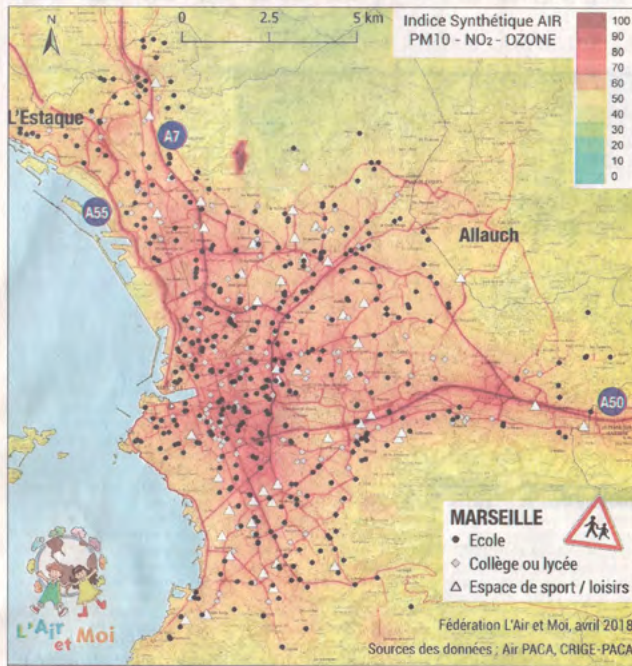 N
0 2.5 5 km
Indice Synthétique AIR
PM10 - NO₂ - OZONE
100
90
80
70
60
50
40
30
20
10
0
L'Estaque
A7
A55
Allauch
A50
MARSEILLE
Ecole
Collège ou lycée
Espace de sport / loisirs
L'Air et Moi
Fédération L'Air et Moi, avril 2018
Sources des données : Air PACA, CRIGE-PACA